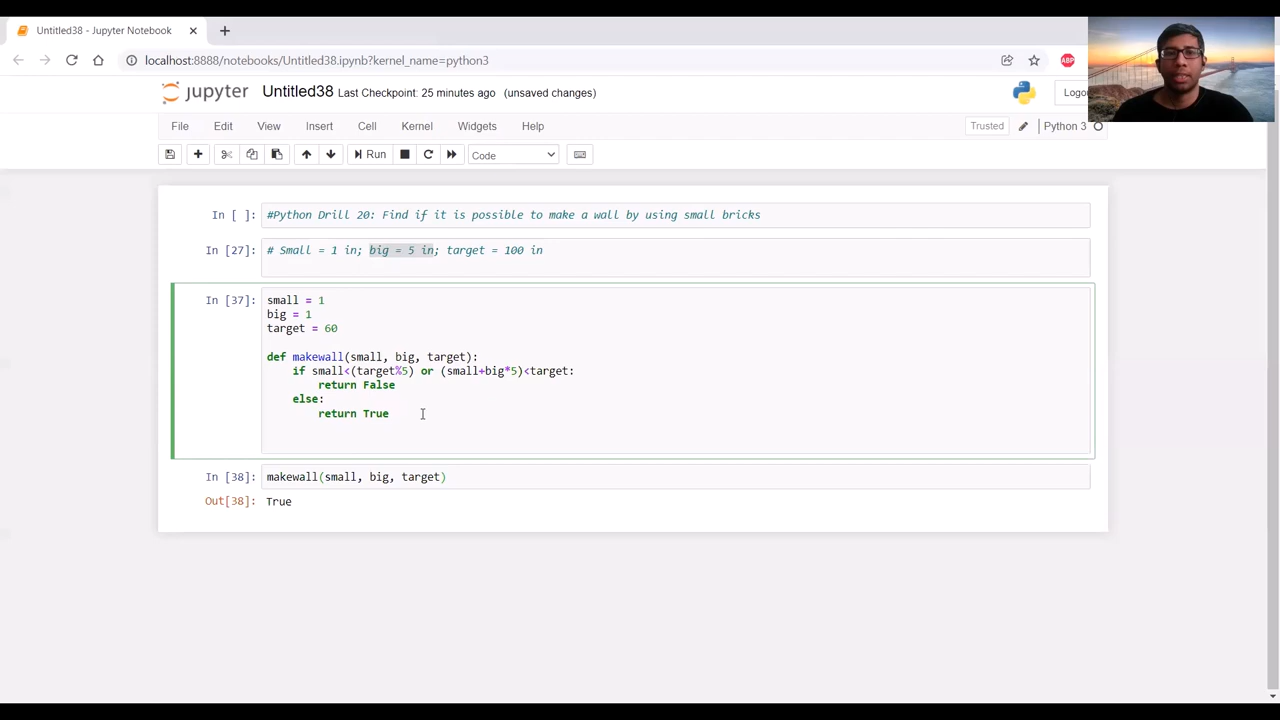 Untitled38 - Jupyter Notebook
localhost:8888/notebooks/Untitled38.ipynb?kernel_name=python3
ABP
jupyter Untitled38 Last Checkpoint: 25 minutes ago (unsaved changes)
Logou
File Edit View Insert Cell Kernel Widgets Help
Trusted
Python 3
Run
Code
In [ ]: #Python Drill 20: Find if it is possible to make a wall by using small bricks
In [27]: # Small = 1 in; big = 5 in; target = 100 in
In [37]: small = 1
big = 1
target = 60
def makewall(small, big, target):
if small<(target%5) or (small+big*5)<target:
return False
else:
return True
In [38]: makewall(small, big, target)
Out[38]: True